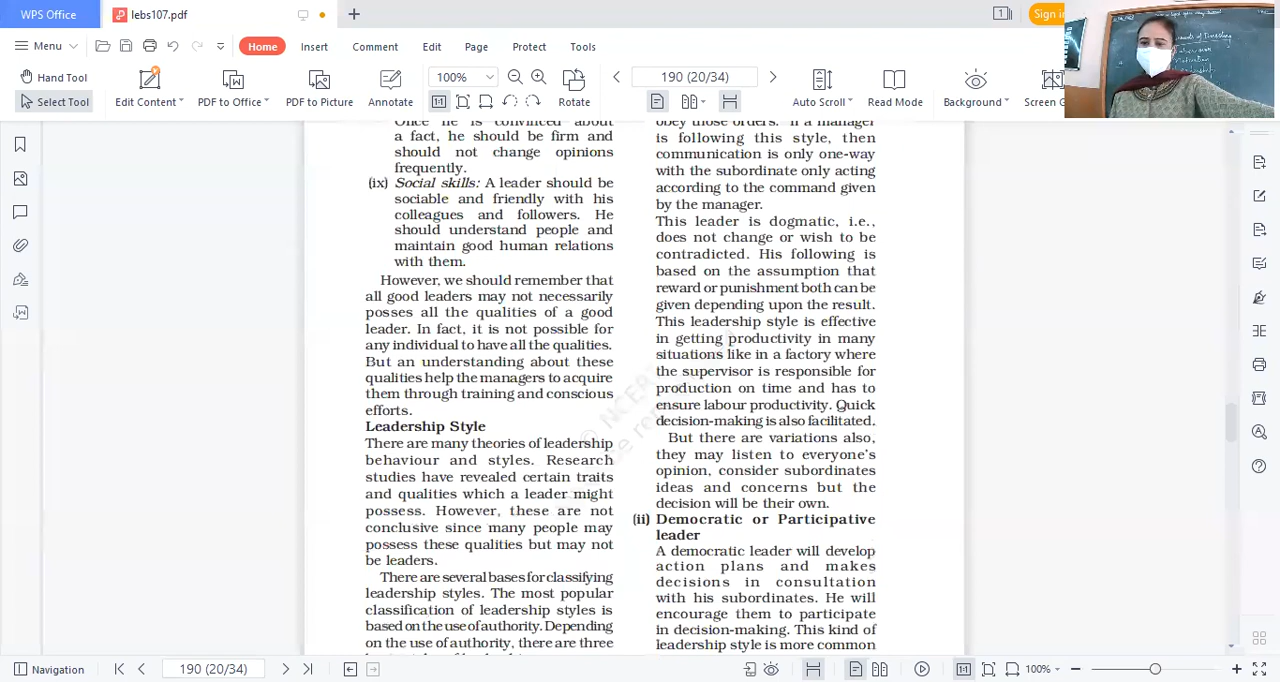 WPS Office
lebs107.pdf
1
Sign in
Menu
Home
Insert
Comment
Edit
Page
Protect
Tools
Hand Tool
Select Tool
Edit Content
PDF to Office
PDF to Picture
Annotate
100%
Rotate
190 (20/34)
Auto Scroll
Read Mode
Background
Screen G
Once he is convinced about
a fact, he should be firm and
should not change opinions
frequently.
(ix) Social skills: A leader should be
sociable and friendly with his
colleagues and followers. He
should understand people and
maintain good human relations
with them.
However, we should remember that
all good leaders may not necessarily
posses all the qualities of a good
leader. In fact, it is not possible for
any individual to have all the qualities.
But an understanding about these
qualities help the managers to acquire
them through training and conscious
efforts.
Leadership Style
There are many theories of leadership
behaviour and styles. Research
studies have revealed certain traits
and qualities which a leader might
possess. However, these are not
conclusive since many people may
possess these qualities but may not
be leaders.
There are several bases for classifying
leadership styles. The most popular
classification of leadership styles is
based on the use of authority. Depending
on the use of authority, there are three
obey those orders. If a manager
is following this style, then
communication is only one-way
with the subordinate only acting
according to the command given
by the manager.
This leader is dogmatic, i.e.,
does not change or wish to be
contradicted. His following is
based on the assumption that
reward or punishment both can be
given depending upon the result.
This leadership style is effective
in getting productivity in many
situations like in a factory where
the supervisor is responsible for
production on time and has to
ensure labour productivity. Quick
decision-making is also facilitated.
But there are variations also,
they may listen to everyone's
opinion, consider subordinates
ideas and concerns but the
decision will be their own.
(ii) Democratic or Participative
leader
A democratic leader will develop
action plans and makes
decisions in consultation
with his subordinates. He will
encourage them to participate
in decision-making. This kind of
leadership style is more common
© NCERT
Navigation
190 (20/34)
100%